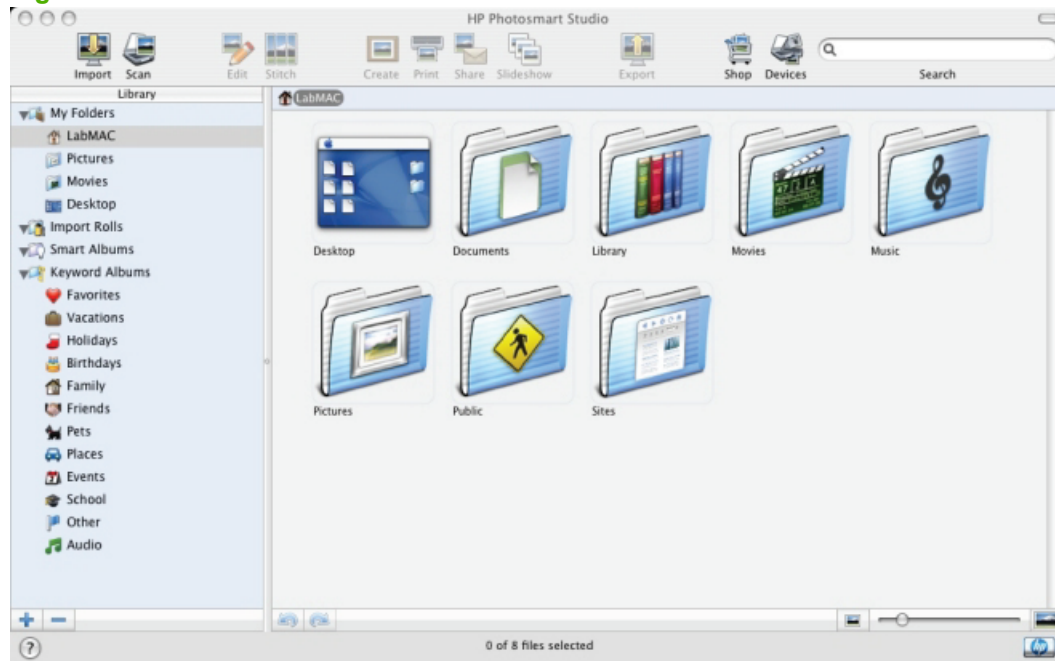 HP Photosmart Studio
Import Scan Edit Stitch Create Print Share Slideshow Export Shop Devices Search
Library
LabMAC
My Folders
LabMAC
Pictures
Movies
Desktop
Import Rolls
Smart Albums
Keyword Albums
Favorites
Vacations
Holidays
Birthdays
Family
Friends
Pets
Places
Events
School
Other
Audio
Desktop Documents Library Movies Music
Pictures Public Sites
?
0 of 8 files selected
hp